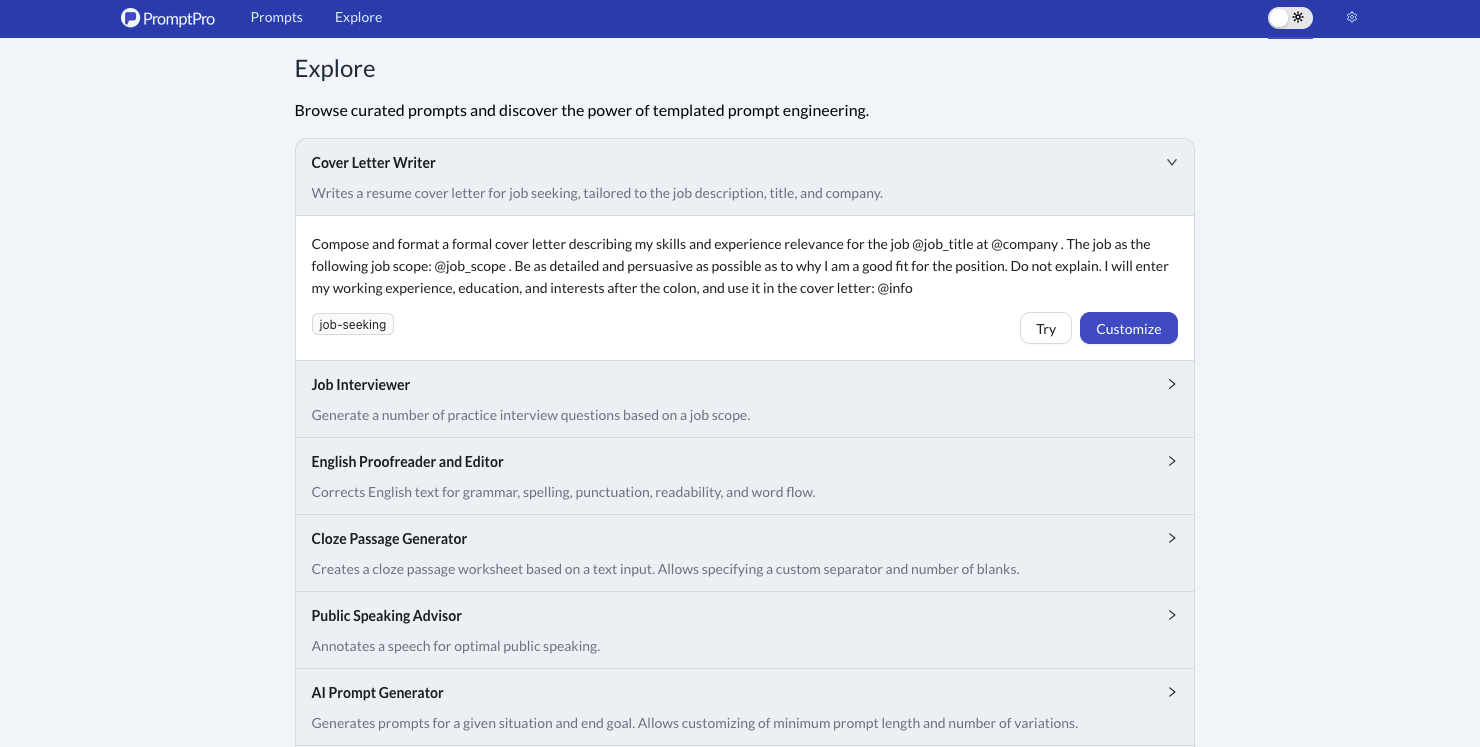 PromptPro
Prompts
Explore
Explore
Browse curated prompts and discover the power of templated prompt engineering.
Cover Letter Writer
Writes a resume cover letter for job seeking, tailored to the job description, title, and company.
Compose and format a formal cover letter describing my skills and experience relevance for the job @job_title at @company . The job as the
following job scope: @job_scope . Be as detailed and persuasive as possible as to why I am a good fit for the position. Do not explain. I will enter
my working experience, education, and interests after the colon, and use it in the cover letter: @info
job-seeking
Try
Customize
Job Interviewer
Generate a number of practice interview questions based on a job scope.
English Proofreader and Editor
Corrects English text for grammar, spelling, punctuation, readability, and word flow.
Cloze Passage Generator
Creates a cloze passage worksheet based on a text input. Allows specifying a custom separator and number of blanks.
Public Speaking Advisor
Annotates a speech for optimal public speaking.
AI Prompt Generator
Generates prompts for a given situation and end goal. Allows customizing of minimum prompt length and number of variations.